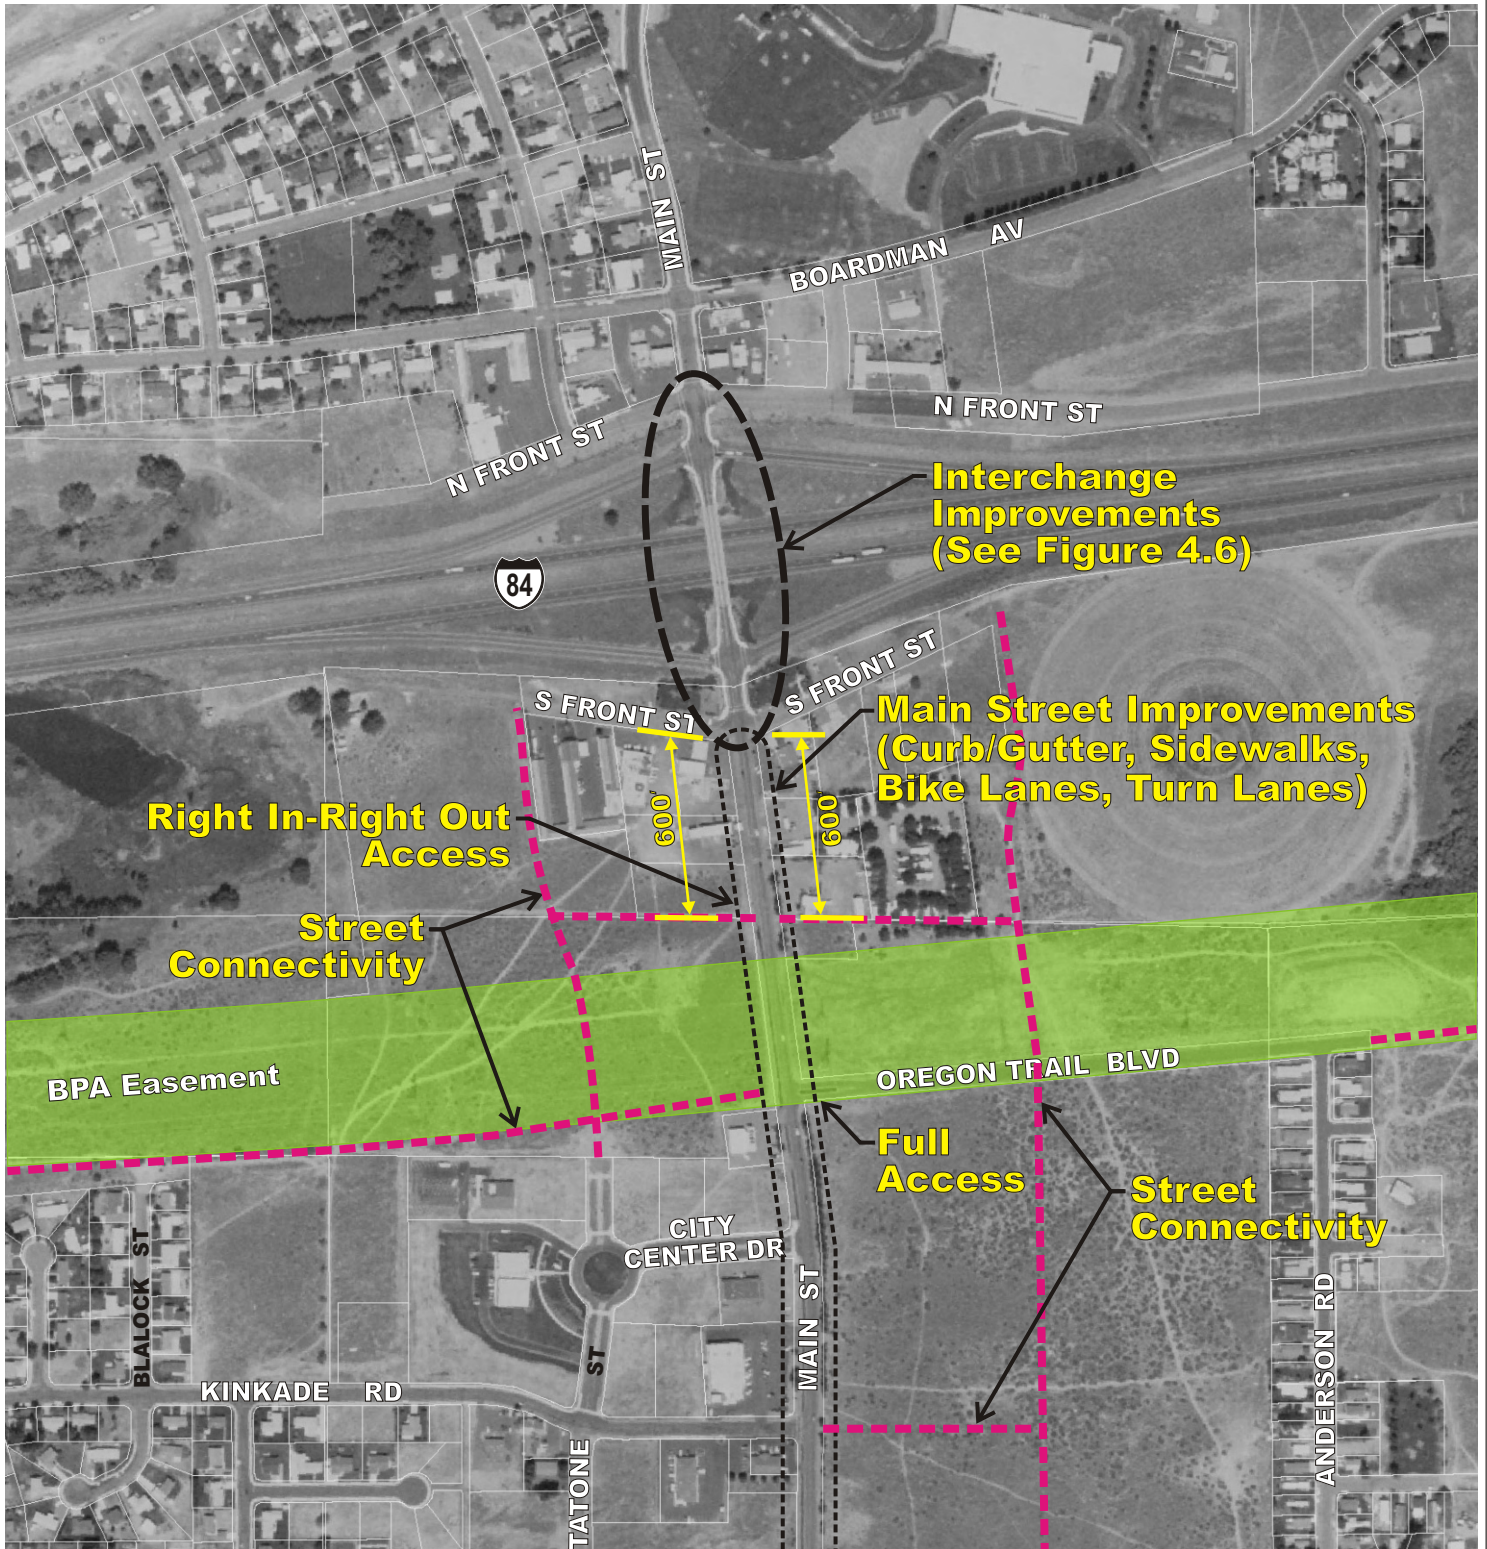 MAIN ST
BOARDMAN AV
N FRONT ST
N FRONT ST
Interchange
Improvements
(See Figure 4.6)
84
S FRONT ST
S FRONT ST
Main Street Improvements
(Curb/Gutter, Sidewalks,
Bike Lanes, Turn Lanes)
600'
600'
Right In-Right Out
Access
Street
Connectivity
BPA Easement
OREGON TRAIL BLVD
Full
Access
Street
Connectivity
CITY
CENTER DR
BLALOCK ST
MAIN ST
ANDERSON RD
KINKADE RD
TATONE ST